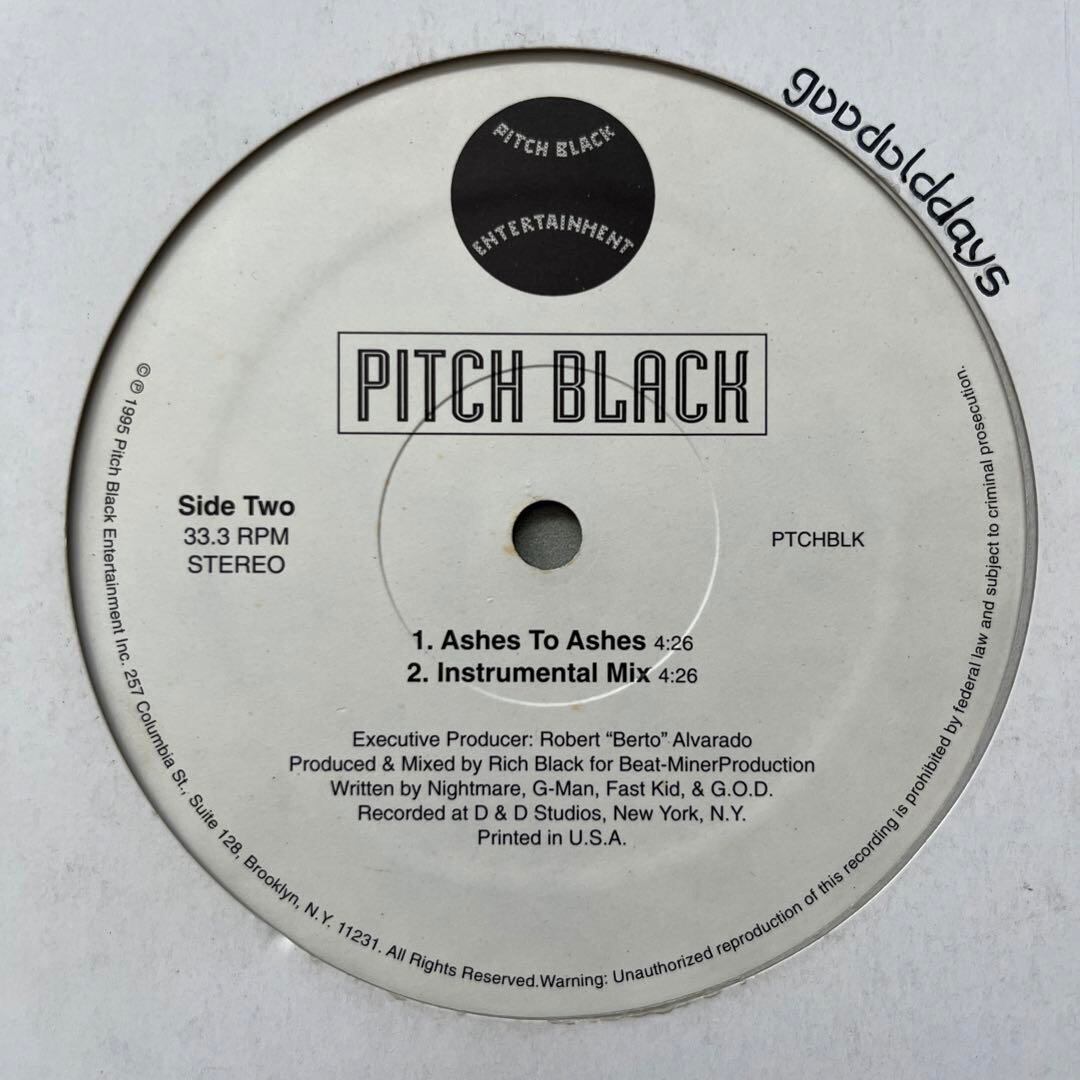 goodolddays
PITCH BLACK
ENTERTAINMENT
PITCH BLACK
Side Two
33.3 RPM
STEREO
PTCHBLK
1. Ashes To Ashes 4:26
2. Instrumental Mix 4:26
Executive Producer: Robert “Berto” Alvarado
Produced & Mixed by Rich Black for Beat-MinerProduction
Written by Nightmare, G-Man, Fast Kid, & G.O.D.
Recorded at D & D Studios, New York, N.Y.
Printed in U.S.A.
© ℗ 1995 Pitch Black Entertainment Inc. 257 Columbia St., Suite 128, Brooklyn, N.Y. 11231. All Rights Reserved.Warning: Unauthorized reproduction of this recording is prohibited by federal law and subject to criminal prosecution.